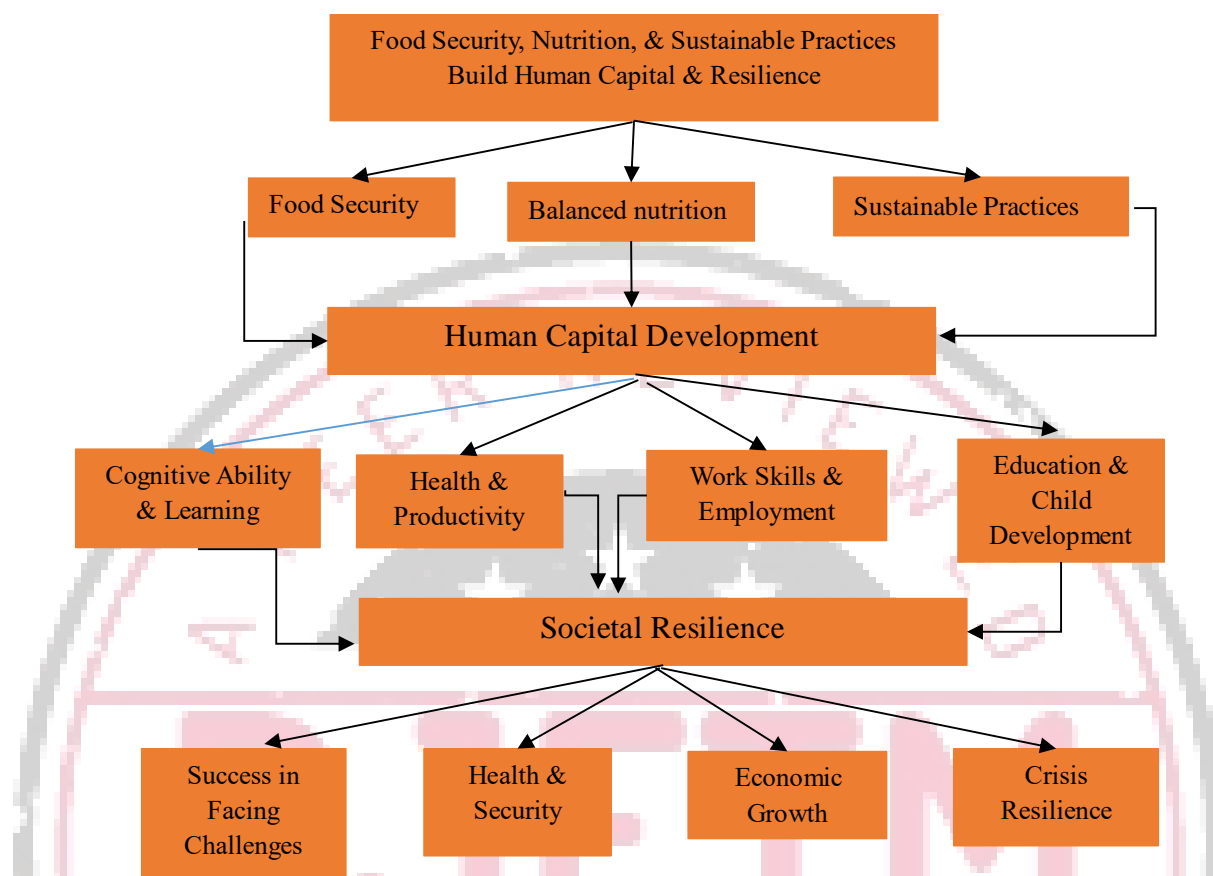 Food Security, Nutrition, & Sustainable Practices
Build Human Capital & Resilience
Food Security
Balanced nutrition
Sustainable Practices
Human Capital Development
Cognitive Ability
& Learning
Health &
Productivity
Work Skills &
Employment
Education &
Child
Development
Societal Resilience
Success in
Facing
Challenges
Health &
Security
Economic
Growth
Crisis
Resilience